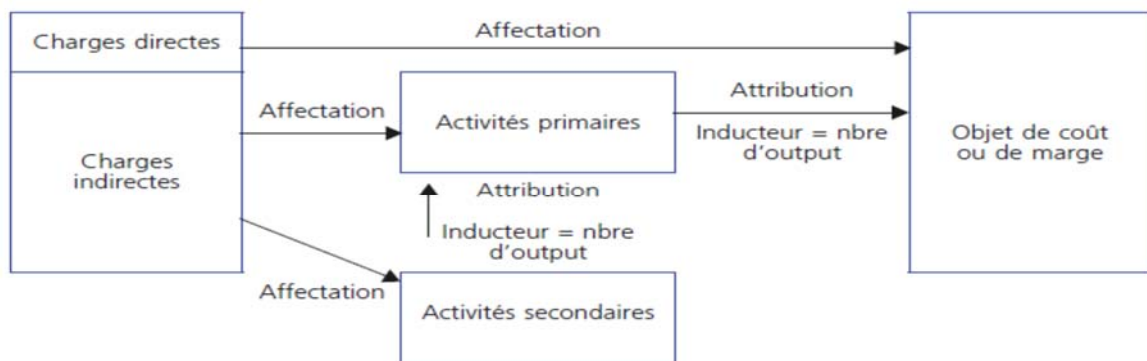 Charges directes
Affectation
Affectation
Activités primaires
Attribution
Inducteur = nbre
d'output
Objet de coût
ou de marge
Charges
indirectes
Attribution
Inducteur = nbre
d'output
Affectation
Activités secondaires